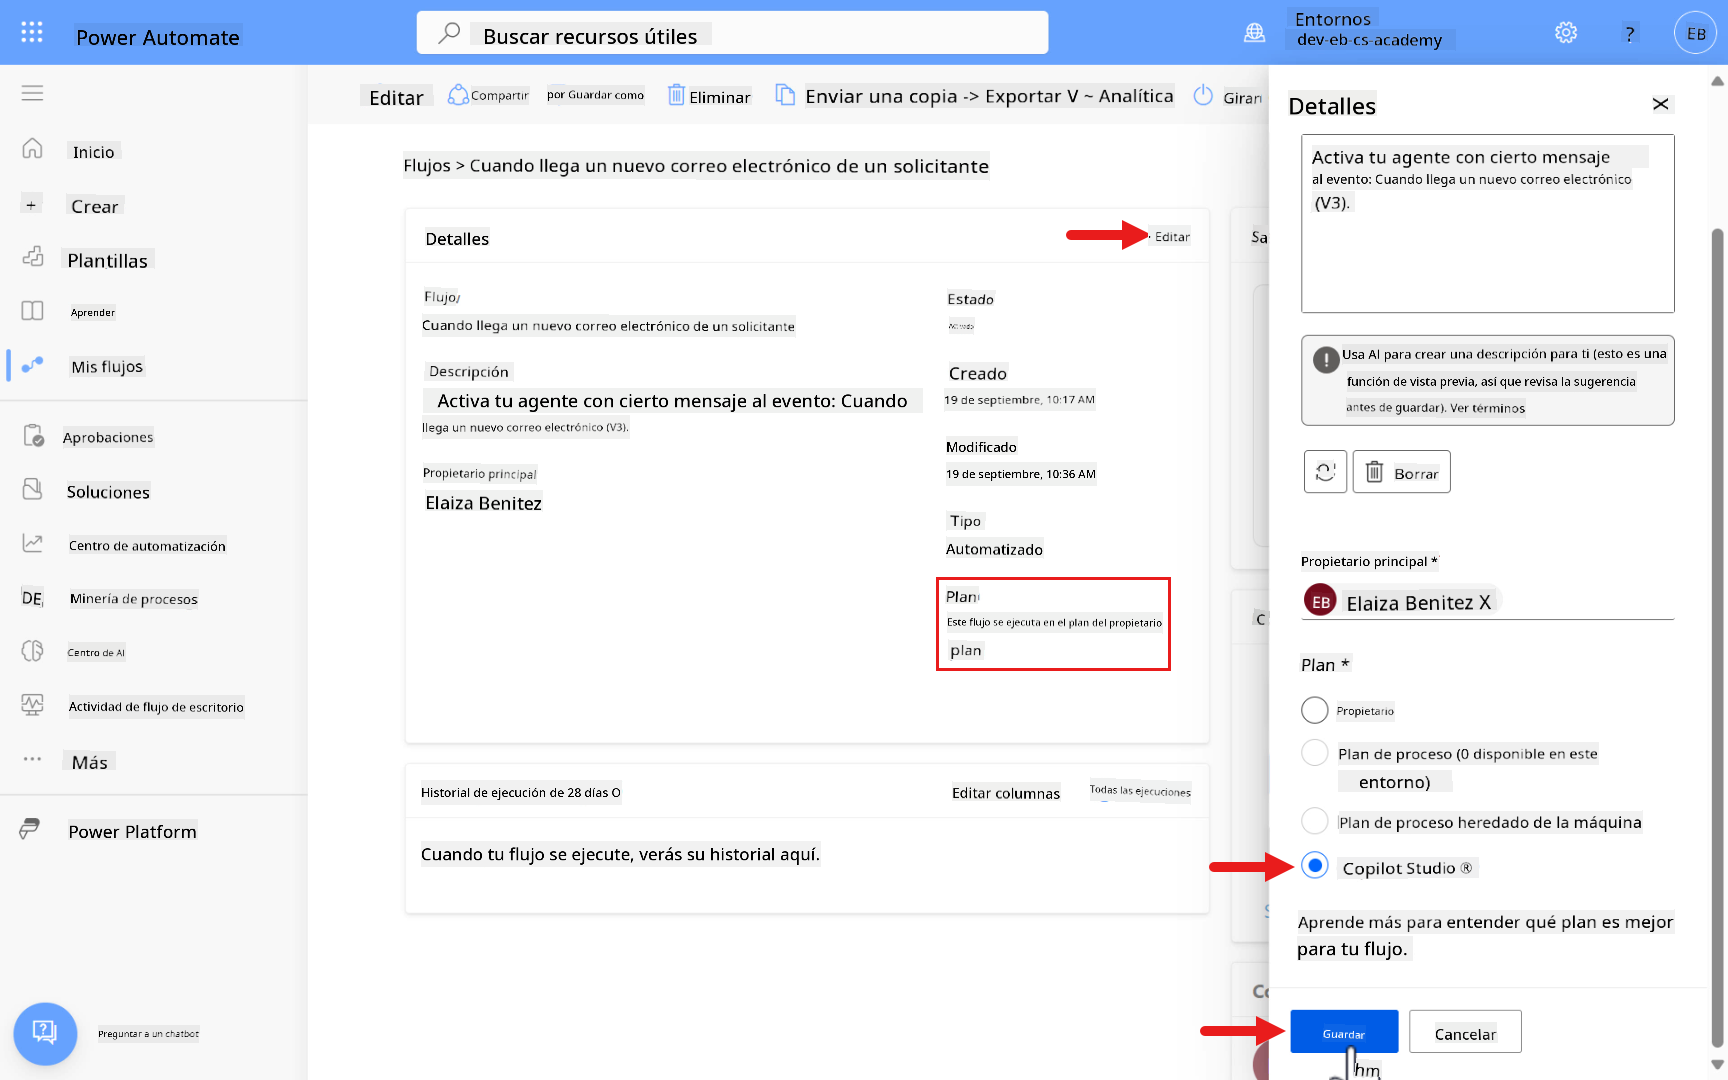 Power Automate
Buscar recursos útiles
Entornos
dev-eb-cs-academy
?
EB
Editar
Compartir
por Guardar como
Eliminar
Enviar una copia -> Exportar V ~ Analítica
Girar
Inicio
+
Crear
Plantillas
Aprender
Mis flujos
Aprobaciones
Soluciones
Centro de automatización
DE
Minería de procesos
Centro de AI
Actividad de flujo de escritorio
... Más
Power Platform
Preguntar a un chatbot
Flujos > Cuando llega un nuevo correo electrónico de un solicitante
Detalles
Editar
Flujo
Cuando llega un nuevo correo electrónico de un solicitante
Descripción
Activa tu agente con cierto mensaje al evento: Cuando
llega un nuevo correo electrónico (V3).
Propietario principal
Elaiza Benitez
Estado
Creado
19 de septiembre, 10:17 AM
Modificado
19 de septiembre, 10:36 AM
Tipo
Automatizado
Plan
Este flujo se ejecuta en el plan del propietario
plan
Historial de ejecución de 28 días O
Editar columnas
Todas las ejecuciones
Cuando tu flujo se ejecute, verás su historial aquí.
Sa
C
S
Co
Detalles
Activa tu agente con cierto mensaje
al evento: Cuando llega un nuevo correo electrónico
(V3).
Usa AI para crear una descripción para ti (esto es una
función de vista previa, así que revisa la sugerencia
antes de guardar). Ver términos
Borrar
Propietario principal *
EB
Elaiza Benitez X
Plan *
Propietario
Plan de proceso (0 disponible en este
entorno)
Plan de proceso heredado de la máquina
Copilot Studio ®
Aprende más para entender qué plan es mejor
para tu flujo.
Guardar
Cancelar
hm